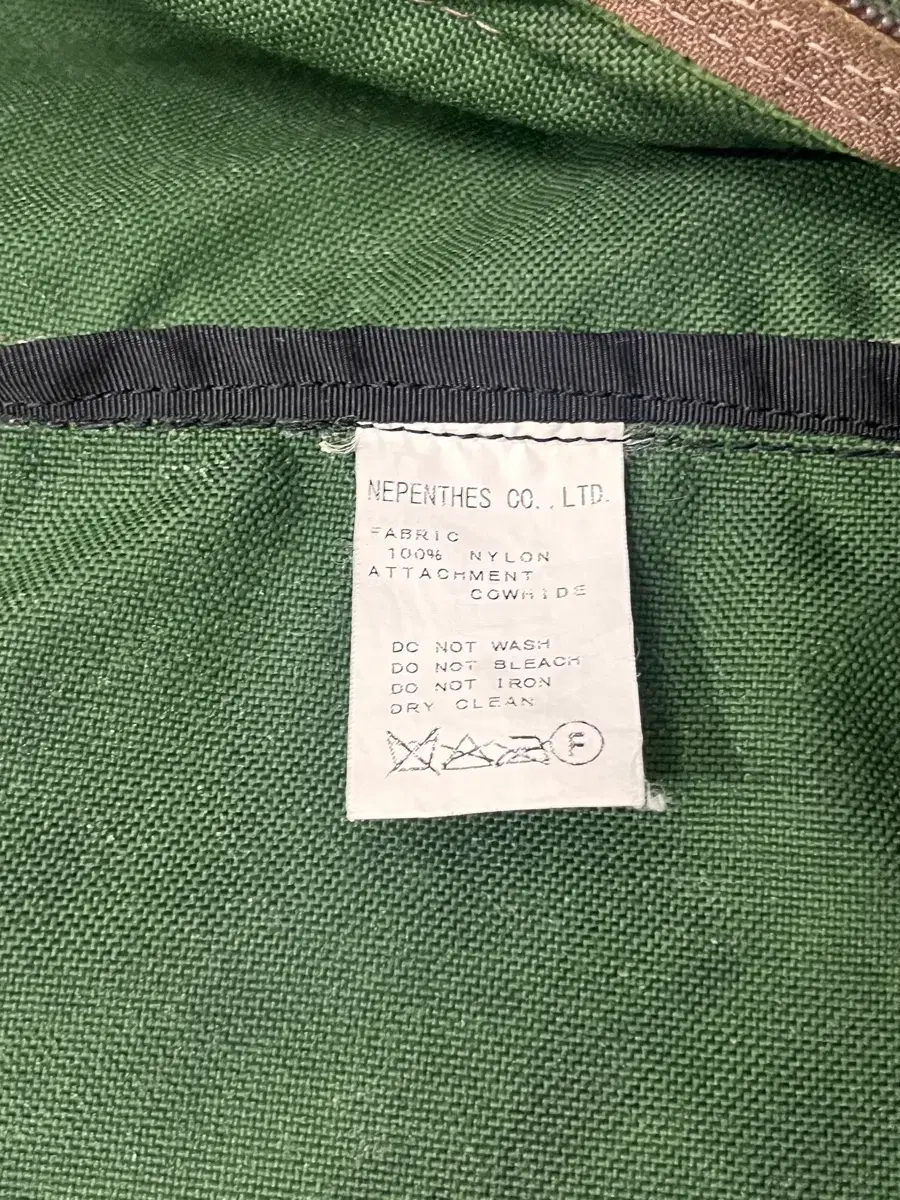 NEPENTHES CO., LTD.
FABRIC
100% NYLON
ATTACHMENT
COWHIDE
DO NOT WASH
DO NOT BLEACH
DO NOT IRON
DRY CLEAN
F